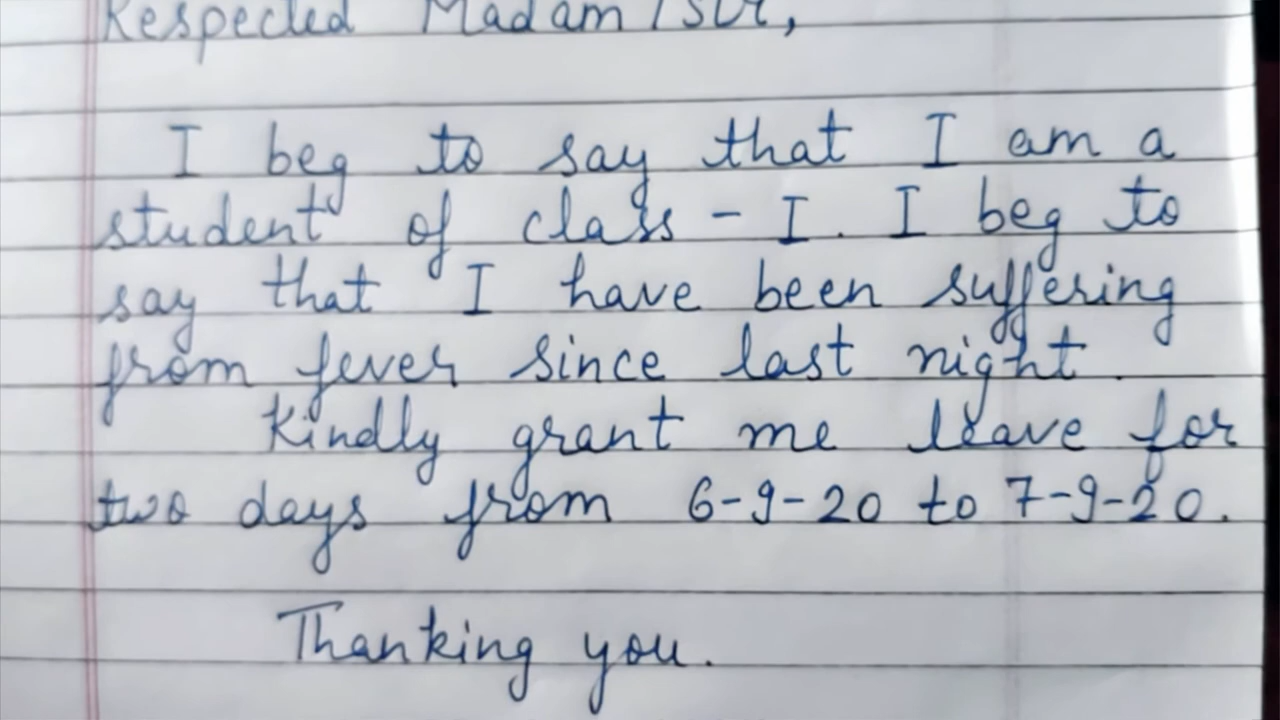 Respected Madam/Sir,
I beg to say that I am a
student of class - I. I beg to
say that I have been suffering
from fever since last night.
Kindly grant me leave for
two days from 6-9-20 to 7-9-20.
Thanking you.